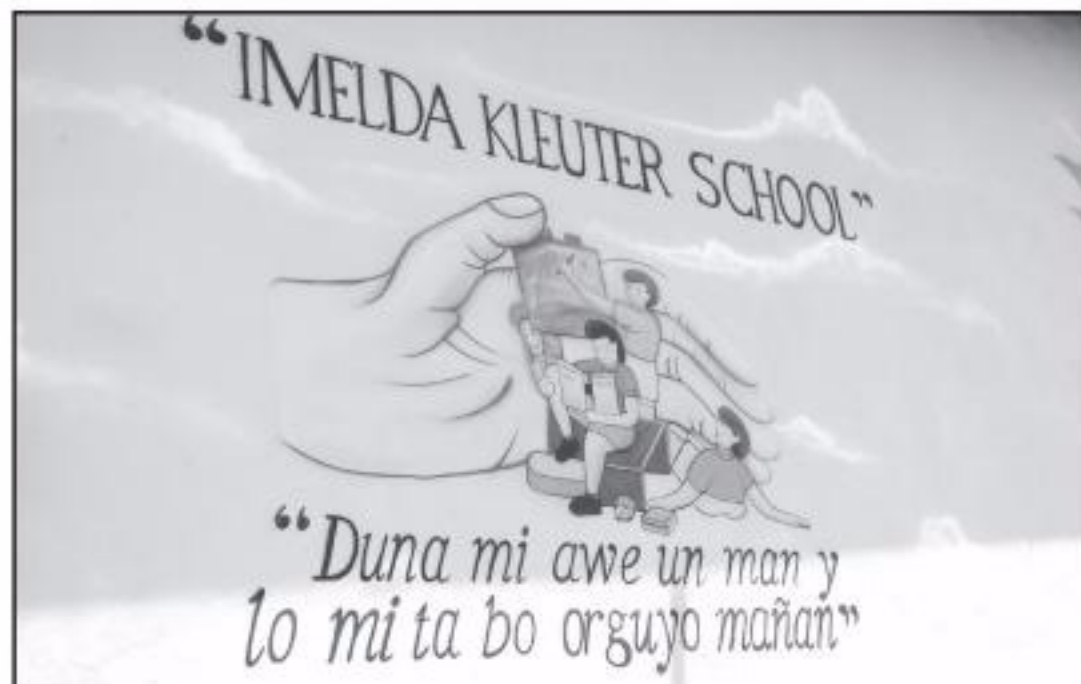 “IMELDA KLEUTER SCHOOL”
“Duna mi awe un man y
lo mi ta bo orguyo mañan”